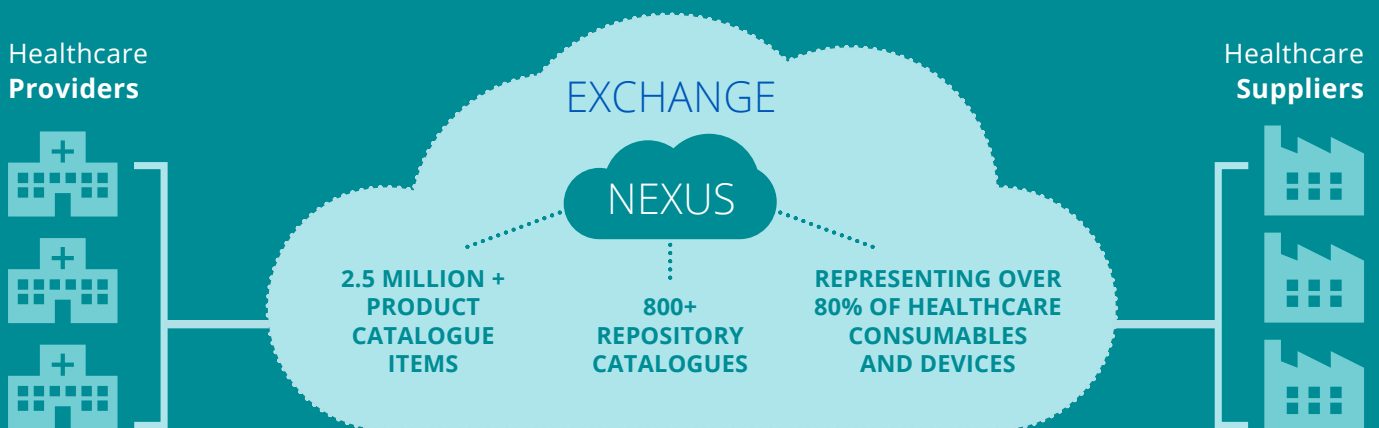 Healthcare
Providers
EXCHANGE
NEXUS
2.5 MILLION +
PRODUCT
CATALOGUE
ITEMS
800+
REPOSITORY
CATALOGUES
REPRESENTING OVER
80% OF HEALTHCARE
CONSUMABLES
AND DEVICES
Healthcare
Suppliers